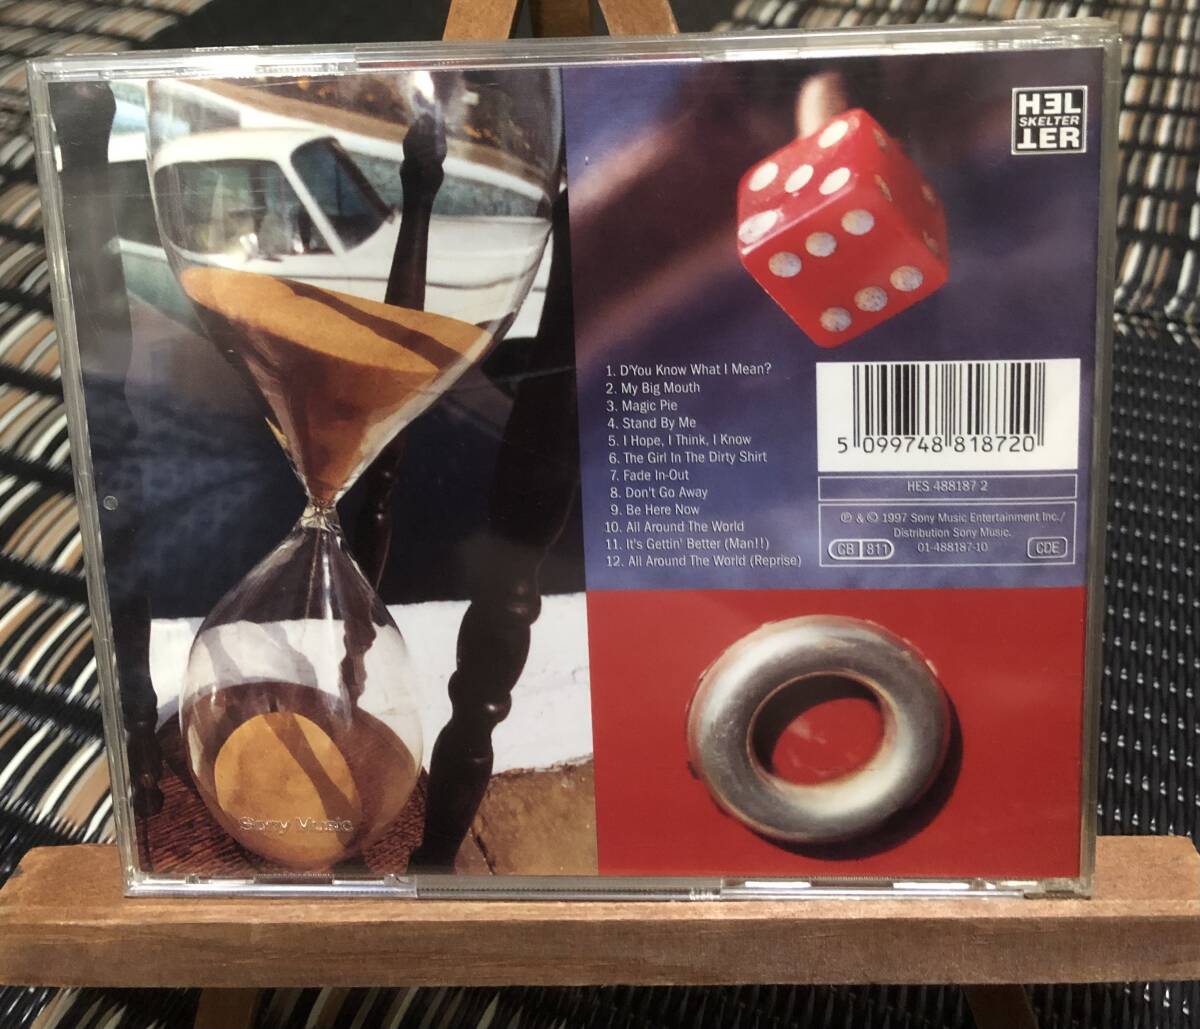 HEL
SKELTER
TER
1. D'You Know What I Mean?
2. My Big Mouth
3. Magic Pie
4. Stand By Me
5. I Hope, I Think, I Know
6. The Girl In The Dirty Shirt
7. Fade In-Out
8. Don't Go Away
9. Be Here Now
10. All Around The World
11. It's Gettin' Better (Man!!)
12. All Around The World (Reprise)
5 099748 818720
HES 488187 2
℗ & © 1997 Sony Music Entertainment Inc./
Distribution Sony Music.
GB 811 01-488187-10 CDE
Sony Music